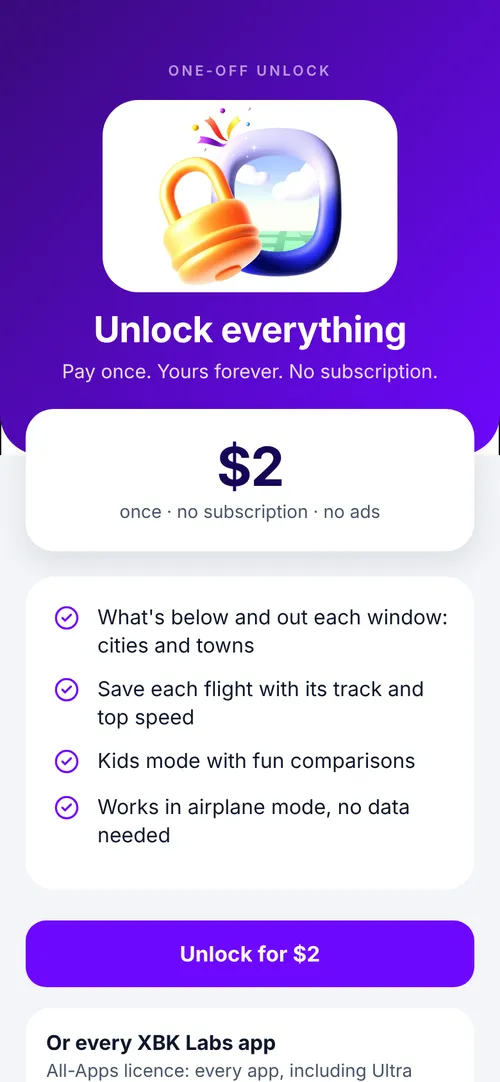 ONE-OFF UNLOCK
Unlock everything
Pay once. Yours forever. No subscription.
$2
once · no subscription · no ads
What's below and out each window:
cities and towns
Save each flight with its track and
top speed
Kids mode with fun comparisons
Works in airplane mode, no data
needed
Unlock for $2
Or every XBK Labs app
All-Apps licence: every app, including Ultra